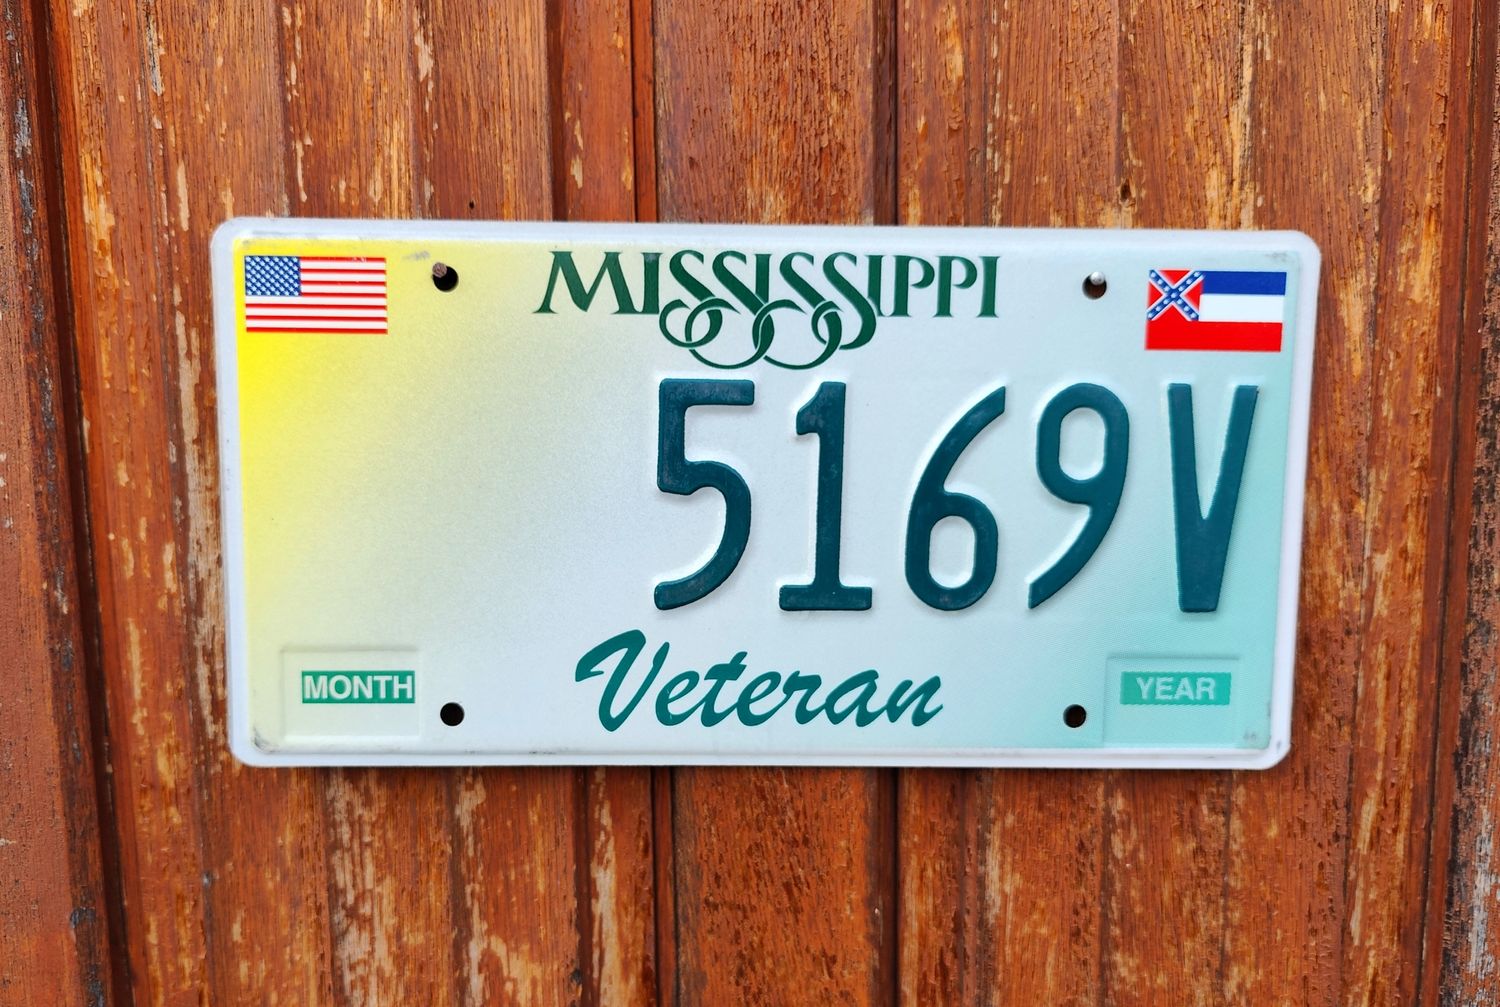 MISSISSIPPI
5169V
Veteran
MONTH
YEAR